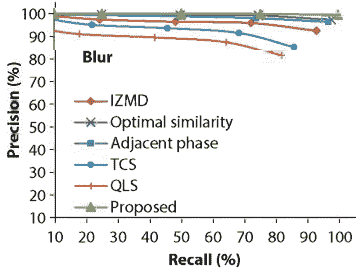 100
90
80
70
60
50
40
30
20
10
Precision (%)
Blur
IZMD
Optimal similarity
Adjacent phase
TCS
QLS
Proposed
10 20 30 40 50 60 70 80 90 100
Recall (%)